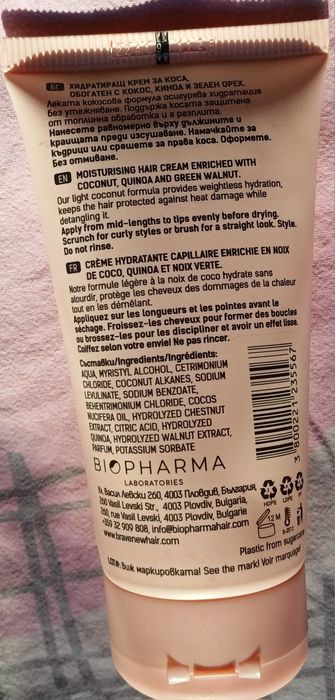 БГ ХИДРАТИРАЩ КРЕМ ЗА КОСА,
ОБОГАТЕН С КОКОС, КИНОА И ЗЕЛЕН ОРЕХ.
Леката кокосова формула осигурява хидратация
без утежняване. Поддържа косата защитена
от топлинна обработка и я разплита.
Нанесете равномерно върху дължините и
краищата преди изсушаване. Намачкайте за
къдрици или срешете за права коса. Оформете.
Без отмиване.
EN MOISTURISING HAIR CREAM ENRICHED WITH
COCONUT, QUINOA AND GREEN WALNUT.
Our light coconut formula provides weightless hydration,
keeps the hair protected against heat damage while
detangling it.
Apply from mid-lengths to tips evenly before drying.
Scrunch for curly styles or brush for a straight look. Style.
Do not rinse.
FR CRÈME HYDRATANTE CAPILLAIRE ENRICHIE EN NOIX
DE COCO, QUINOA ET NOIX VERTE.
Notre formule légère à la noix de coco hydrate sans
alourdir, protège les cheveux des dommages de la chaleur
tout en les démêlant.
Appliquez sur les longueurs et les pointes avant le
séchage. Froissez-les cheveux pour former des boucles
ou brossez-les pour les discipliner et avoir un effet lisse.
Coiffez selon votre envie! Ne pas rincer.
Съставки/Ingredients/Ingrédients:
AQUA, MYRISTYL ALCOHOL, CETRIMONIUM
CHLORIDE, COCONUT ALKANES, SODIUM
LEVULINATE, SODIUM BENZOATE,
BEHENTRIMONIUM CHLORIDE, COCOS
NUCIFERA OIL, HYDROLYZED CHESTNUT
EXTRACT, CITRIC ACID, HYDROLYZED
QUINOA, HYDROLYZED WALNUT EXTRACT,
PARFUM, POTASSIUM SORBATE
3800221235567
BIOPHARMA
LABORATORIES
Ул. Васил Левски 260, 4003 Пловдив, България,
260 Vasil Levski Str., 4003 Plovdiv, Bulgaria
260, rue Vasil Levski, 4003 Plovdiv, Bulgarie
+359 32 909 808, info@biopharmahair.com
www.bravenewhair.com
HDPE LDPE PP
12 M 5-25°C
Plastic from sugarcane
LOT#: Виж маркировката! See the mark! Voir marquage!